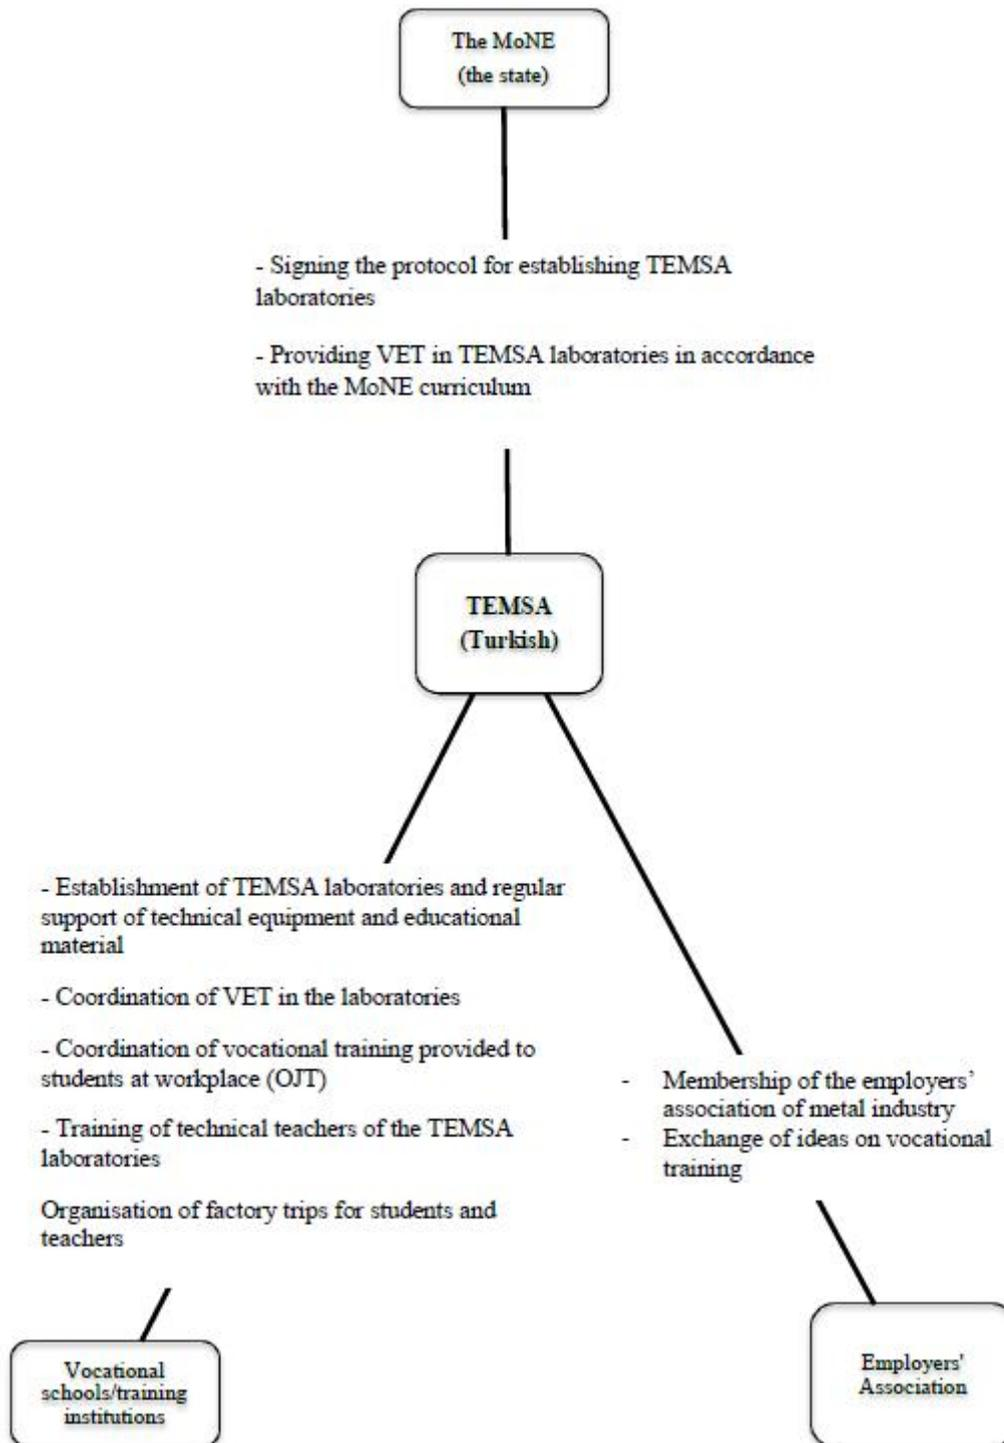 The MoNE
(the state)
- Signing the protocol for establishing TEMSA
laboratories
- Providing VET in TEMSA laboratories in accordance
with the MoNE curriculum
TEMSA
(Turkish)
- Establishment of TEMSA laboratories and regular
support of technical equipment and educational
material
- Coordination of VET in the laboratories
- Coordination of vocational training provided to
students at workplace (OJT)
- Training of technical teachers of the TEMSA
laboratories
Organisation of factory trips for students and
teachers
- Membership of the employers’
association of metal industry
- Exchange of ideas on vocational
training
Vocational
schools/training
institutions
Employers'
Association